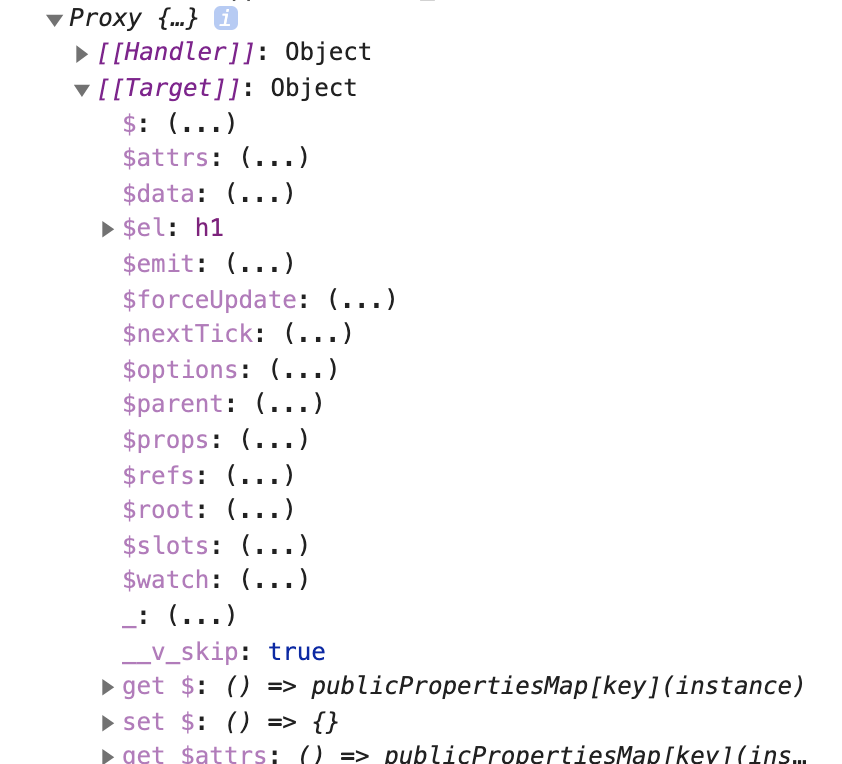 Proxy {…} i
[[Handler]]: Object
[[Target]]: Object
$: (...)
$attrs: (...)
$data: (...)
$el: h1
$emit: (...)
$forceUpdate: (...)
$nextTick: (...)
$options: (...)
$parent: (...)
$props: (...)
$refs: (...)
$root: (...)
$slots: (...)
$watch: (...)
_: (...)
__v_skip: true
get $: () => publicPropertiesMap[key](instance)
set $: () => {}
get $attrs: () => publicPropertiesMap[key](ins…